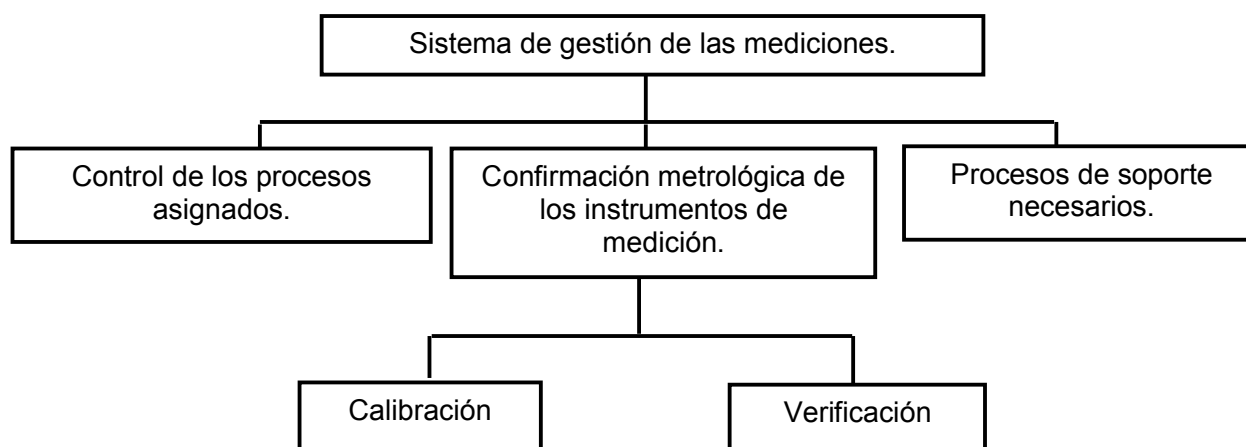 Sistema de gestión de las mediciones.
Control de los procesos
asignados.
Confirmación metrológica de
los instrumentos de
medición.
Procesos de soporte
necesarios.
Calibración
Verificación